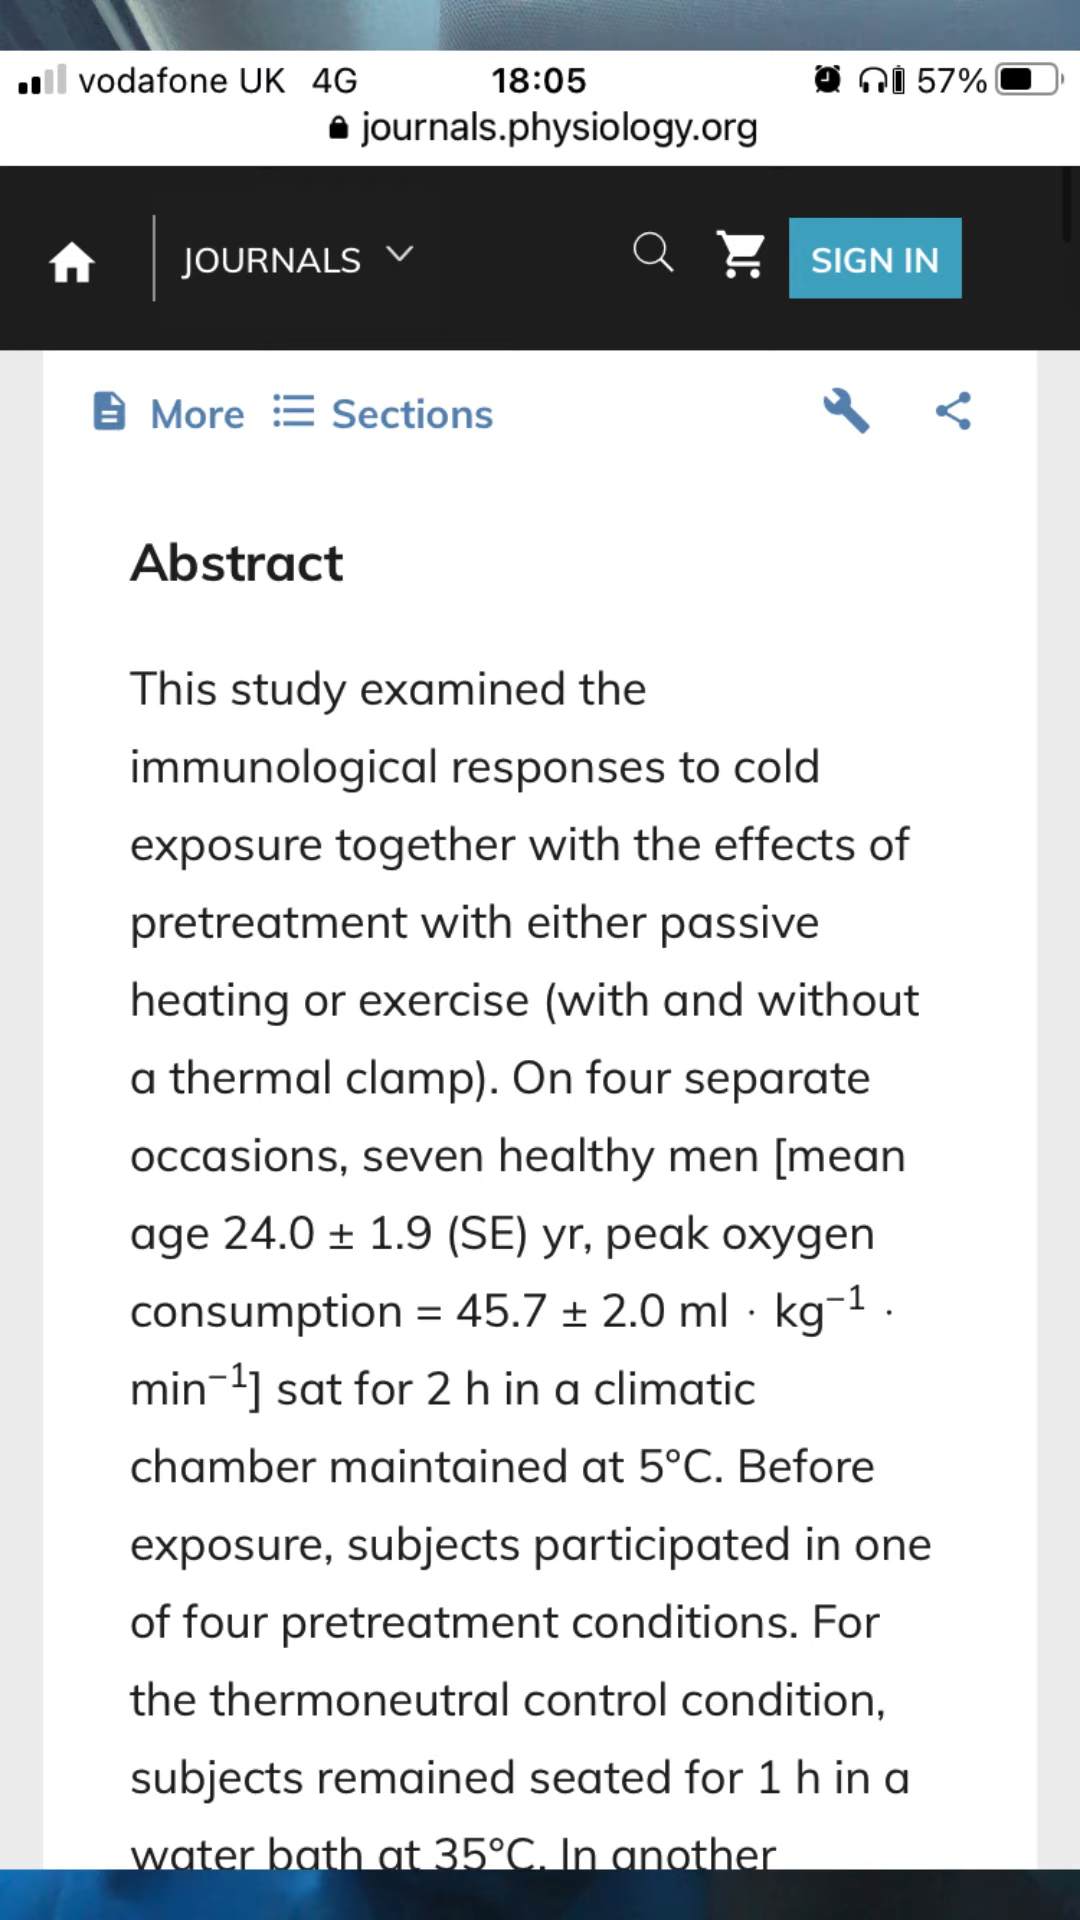 vodafone UK 4G 18:05 57%
journals.physiology.org
JOURNALS SIGN IN
More Sections
Abstract
This study examined the
immunological responses to cold
exposure together with the effects of
pretreatment with either passive
heating or exercise (with and without
a thermal clamp). On four separate
occasions, seven healthy men [mean
age 24.0 ± 1.9 (SE) yr, peak oxygen
consumption = 45.7 ± 2.0 ml · kg⁻¹ ·
min⁻¹] sat for 2 h in a climatic
chamber maintained at 5°C. Before
exposure, subjects participated in one
of four pretreatment conditions. For
the thermoneutral control condition,
subjects remained seated for 1 h in a
water bath at 35°C. In another